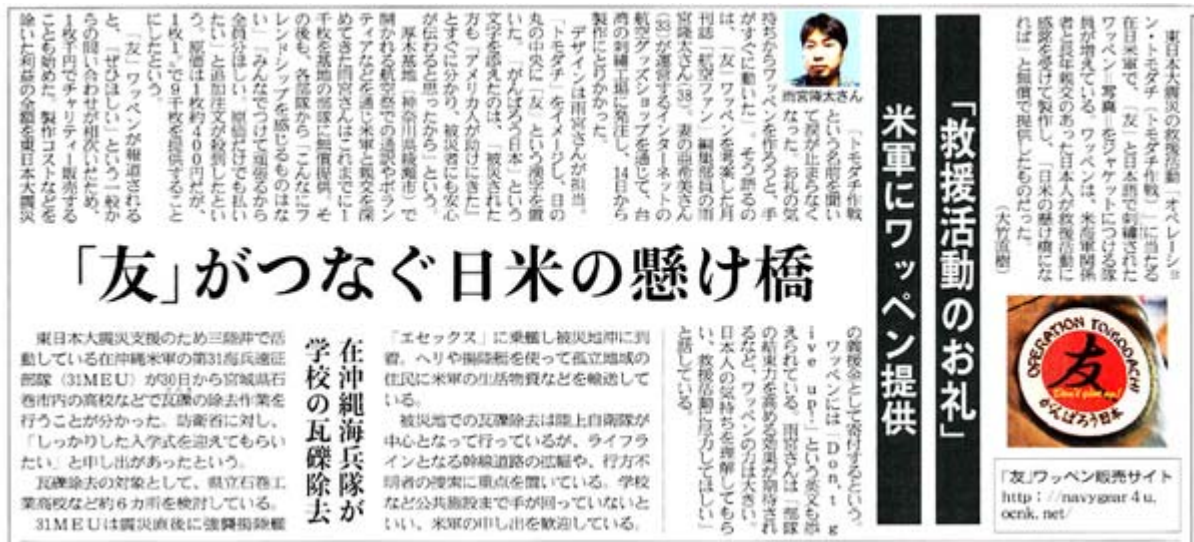 「友」がつなぐ日米の懸け橋
「救援活動のお礼」
米軍にワッペン提供
東日本大震災の救援活動「オペレーショ
ン・トモダチ（トモダチ作戦）」に当たる
在日米軍で、「友」と日本語で刺繍された
ワッペン＝写真＝をジャケットにつける隊
員が増えている。ワッペンは、米海軍関係
者と長年親交のあった日本人が救援活動に
感銘を受けて製作し、「日米の懸け橋にな
れば」と無償で提供したものだった。
（大竹直樹）
OPERATION TOMODACHI
友
Don't give up!
がんばろう日本
「友」ワッペン販売サイト
http://navygear4u.
ocnk.net/
雨宮隆太さん
「トモダチ作戦
という名前を聞い
て涙が止まらなく
なった。お礼の気
持ちからワッペンを作ろうと、手
がすぐに動いた」。そう語るの
は、「友」ワッペンを考案した月
刊誌「航空ファン」編集部員の雨
宮隆太さん(38)。妻の亜希美さん
(35)が運営するインターネットの
航空グッズショップを通じて、台
湾の刺繍工場に発注し、14日から
製作にとりかかった。
デザインは雨宮さんが担当。
「トモダチ」をイメージし、日の
丸の中央に「友」という漢字を置
いた。「がんばろう日本」という
文字を添えたのは、「被災された
方も『アメリカ人が助けにきた』
とすぐに分かり、被災者にも安心
が伝わると思ったから」という。
厚木基地（神奈川県綾瀬市）で
開かれる航空祭での通訳やボラン
ティアなどを通じ米軍と親交を深
めてきた雨宮さんはこれまでに1
千枚を基地の部隊に無償提供。そ
の後も、各部隊から「こんなにフ
レンドシップを感じるものはな
い」「みんなでつけて頑張るから
全員分ほしい。原価だけでも払い
たい」と追加注文が殺到したとい
う。原価は1枚約400円だが、
1枚1㌦で9千枚を提供すること
にしたという。
「友」ワッペンが報道される
と、「ぜひほしい」という一般か
らの問い合わせが相次いだため、
1枚千円でチャリティー販売する
ことも始めた。製作コストなどを
除いた利益の全額を東日本大震災
の義援金として寄付するという。
ワッペンには「Don,t g
ive up!」という英文も添
えられている。雨宮さんは「部隊
の結束力を高める効果が期待され
るなど、ワッペンの力は大きい。
日本人の気持ちを理解してもら
い、救援活動に尽力してほしい」
と話している。
在沖縄海兵隊が
学校の瓦礫除去
東日本大震災支援のため三陸沖で活
動している在沖縄米軍の第31海兵遠征
部隊（31MEU）が30日から宮城県石
巻市内の高校などで瓦礫の除去作業を
行うことが分かった。防衛省に対し、
「しっかりした入学式を迎えてもらい
たい」と申し出があったという。
瓦礫除去の対象として、県立石巻工
業高校など約6カ所を検討している。
31MEUは震災直後に強襲揚陸艦
「エセックス」に乗艦し被災地沖に到
着。ヘリや揚陸艇を使って孤立地域の
住民に米軍の生活物資などを輸送して
いる。
被災地での瓦礫除去は陸上自衛隊が
中心となって行っているが、ライフラ
インとなる幹線道路の拡幅や、行方不
明者の捜索に重点を置いている。学校
など公共施設まで手が回っていないと
いい、米軍の申し出を歓迎している。